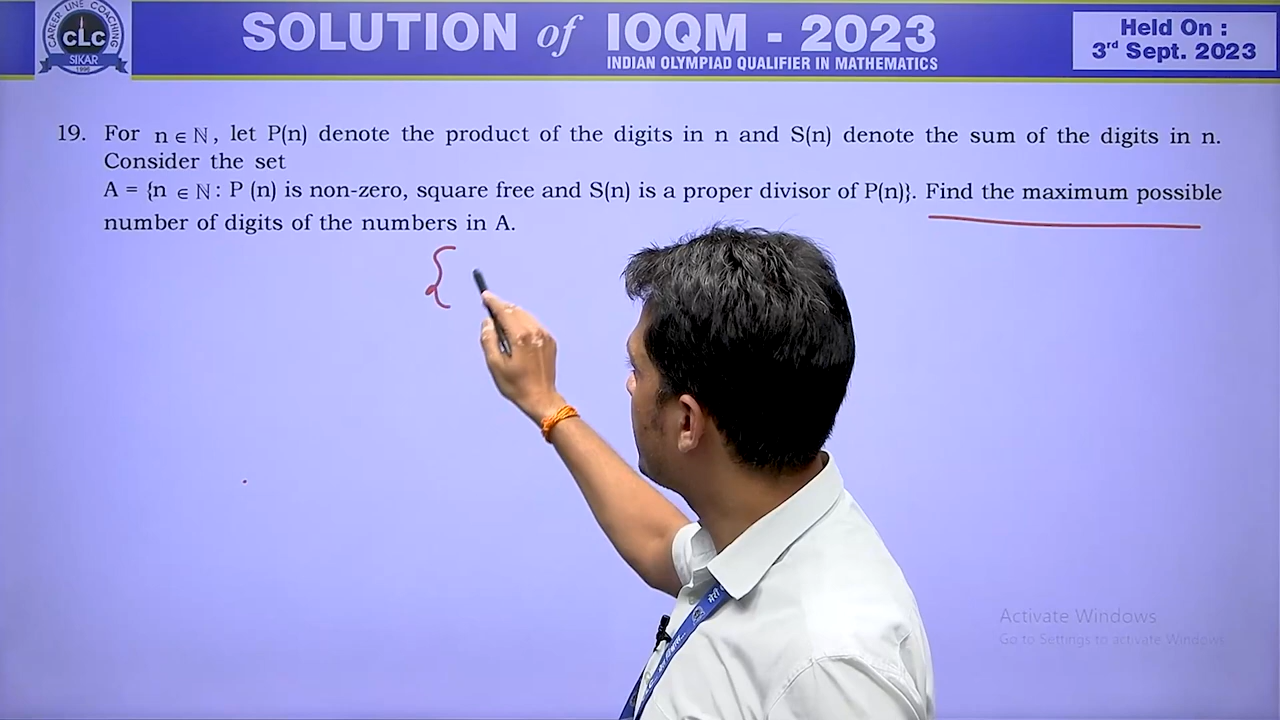 CAREER LINE COACHING
CLC
SIKAR
1996
SOLUTION of IOQM - 2023
INDIAN OLYMPIAD QUALIFIER IN MATHEMATICS
Held On :
3rd Sept. 2023
19. For n ∈ ℕ, let P(n) denote the product of the digits in n and S(n) denote the sum of the digits in n.
Consider the set
A = {n ∈ ℕ: P (n) is non-zero, square free and S(n) is a proper divisor of P(n)}. Find the maximum possible
number of digits of the numbers in A.
{
Activate Windows
Go to Settings to activate Windows.